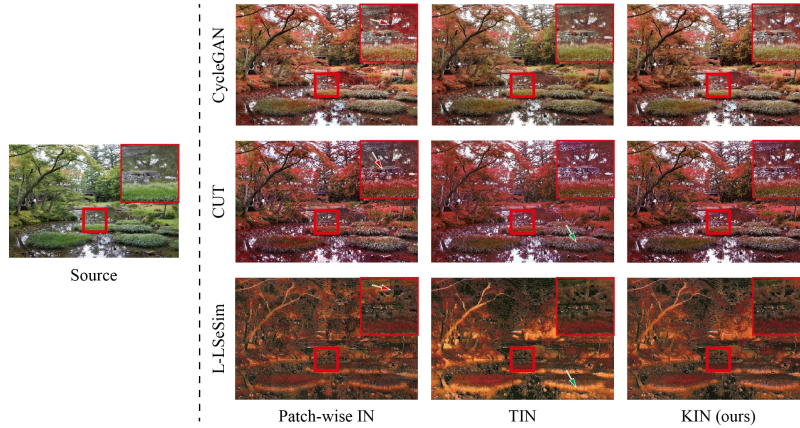 CycleGAN
CUT
L-LSeSim
Source
Patch-wise IN
TIN
KIN (ours)